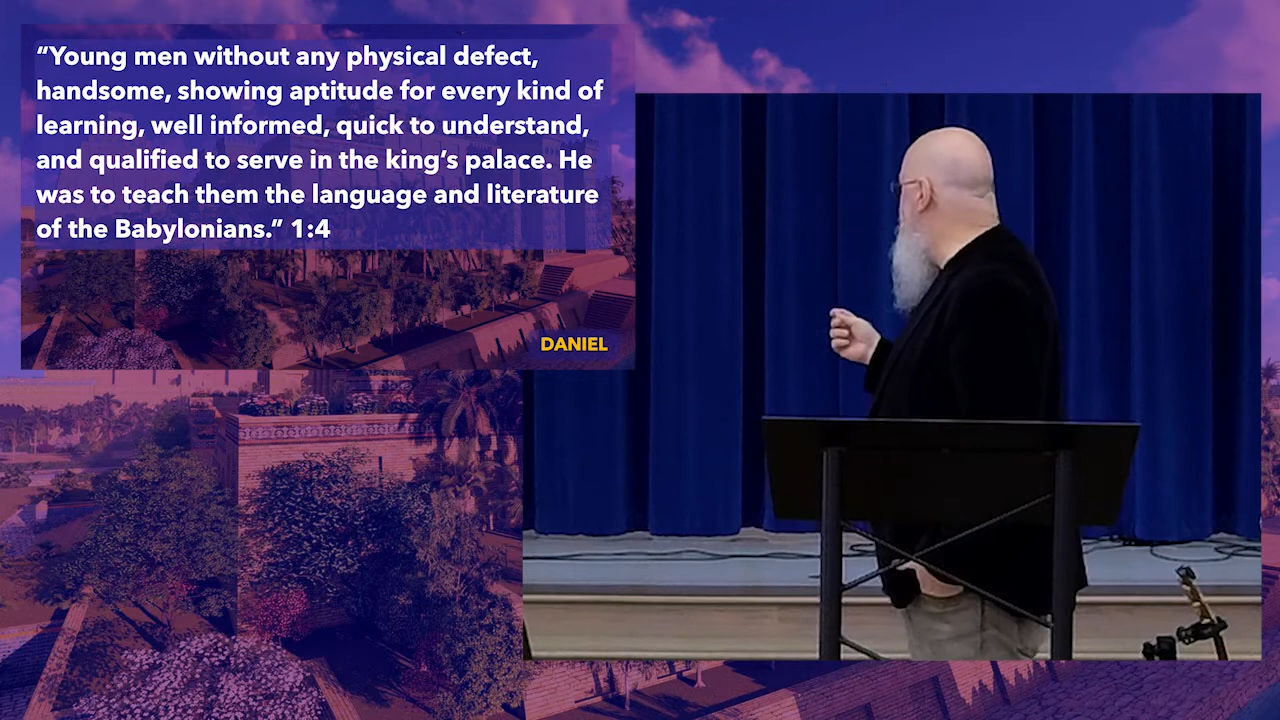 “Young men without any physical defect,
handsome, showing aptitude for every kind of
learning, well informed, quick to understand,
and qualified to serve in the king’s palace. He
was to teach them the language and literature
of the Babylonians.” 1:4
DANIEL